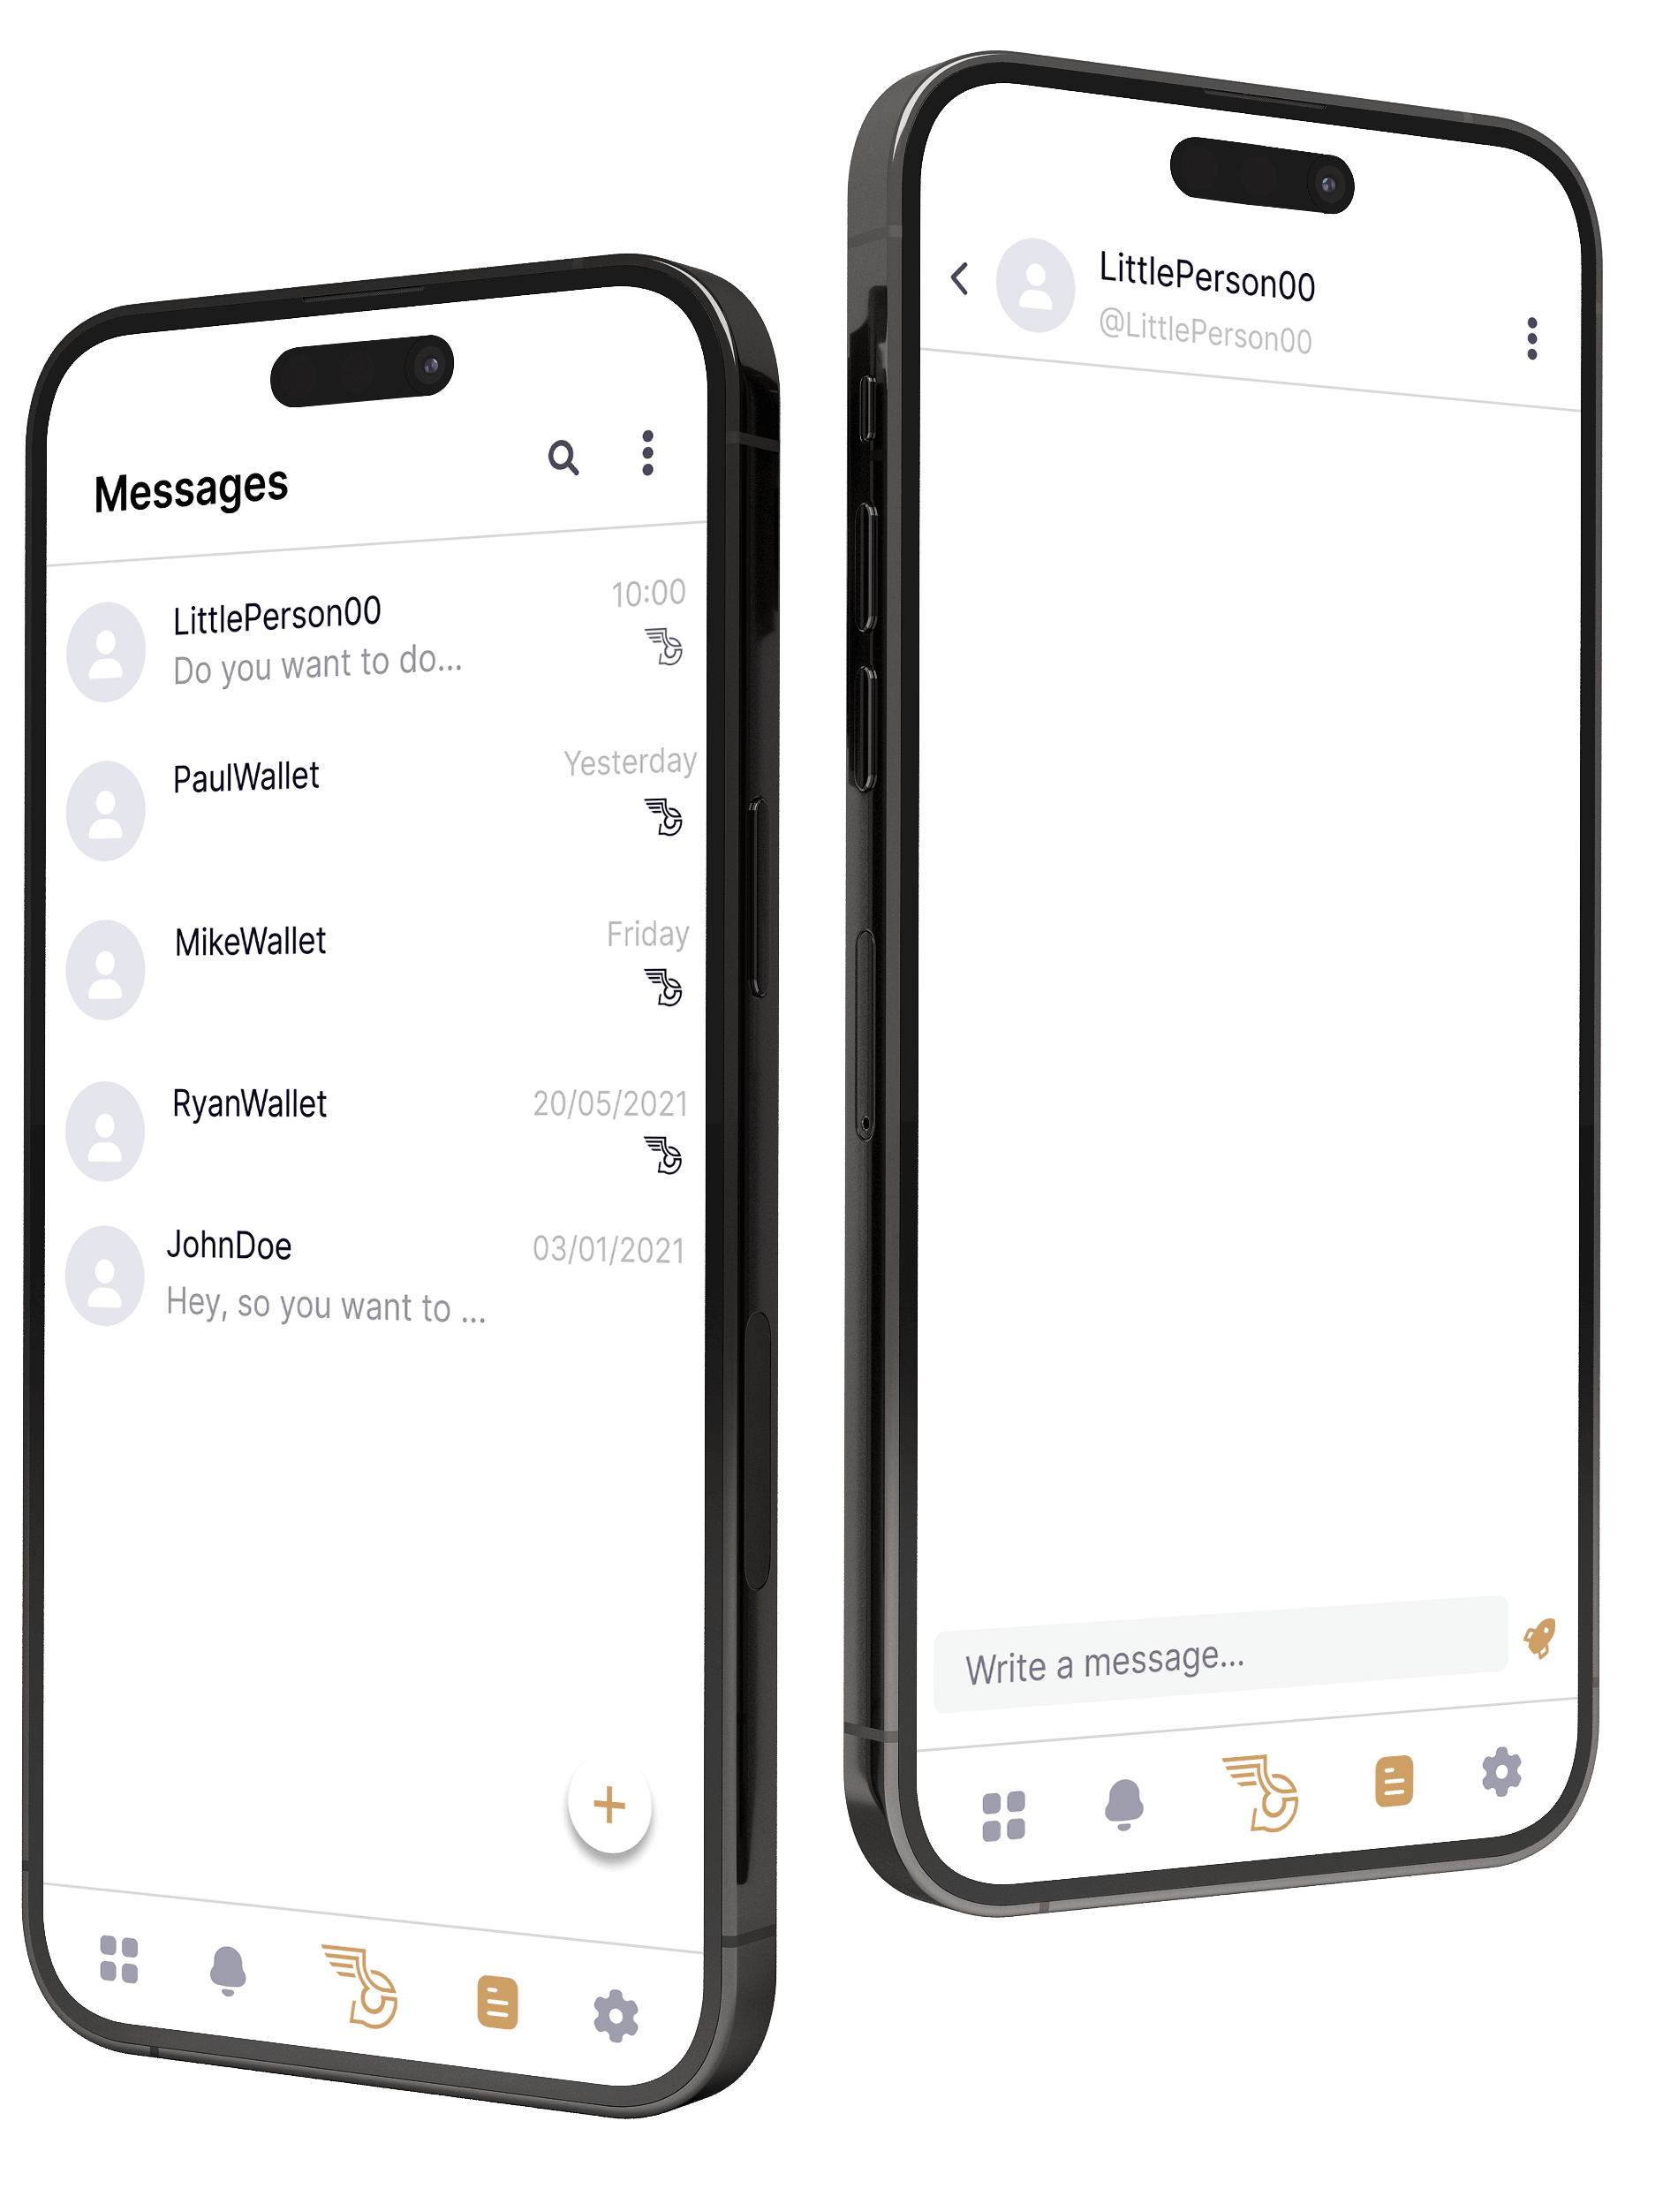 Messages
LittlePerson00
10:00
Do you want to do...
PaulWallet
Yesterday
MikeWallet
Friday
RyanWallet
20/05/2021
JohnDoe
03/01/2021
Hey, so you want to ...
LittlePerson00
@LittlePerson00
Write a message...